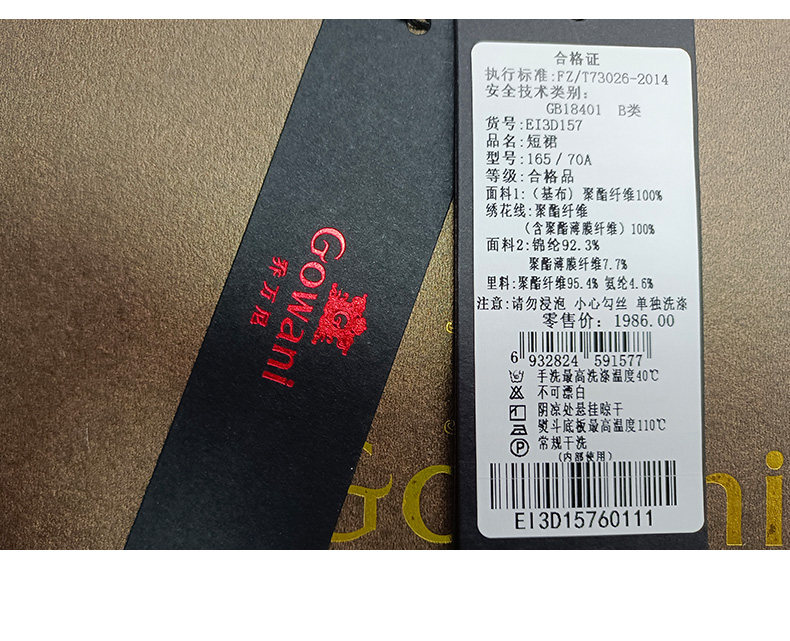 Gowani
乔万尼
G
合格证
执行标准:FZ/T73026-2014
安全技术类别:
GB18401 B类
货号:EI3D157
品名:短裙
型号:165/70A
等级:合格品
面料1:(基布)聚酯纤维100%
绣花线:聚酯纤维
(含聚酯薄膜纤维)100%
面料2:锦纶92.3%
聚酯薄膜纤维7.7%
里料:聚酯纤维95.4% 氨纶4.6%
注意:请勿浸泡 小心勾丝 单独洗涤
零售价: 1986.00
6 932824 591577
手洗最高洗涤温度40℃
不可漂白
阴凉处悬挂晾干
熨斗底板最高温度110℃
P 常规干洗
(内部使用)
EI3D15760111